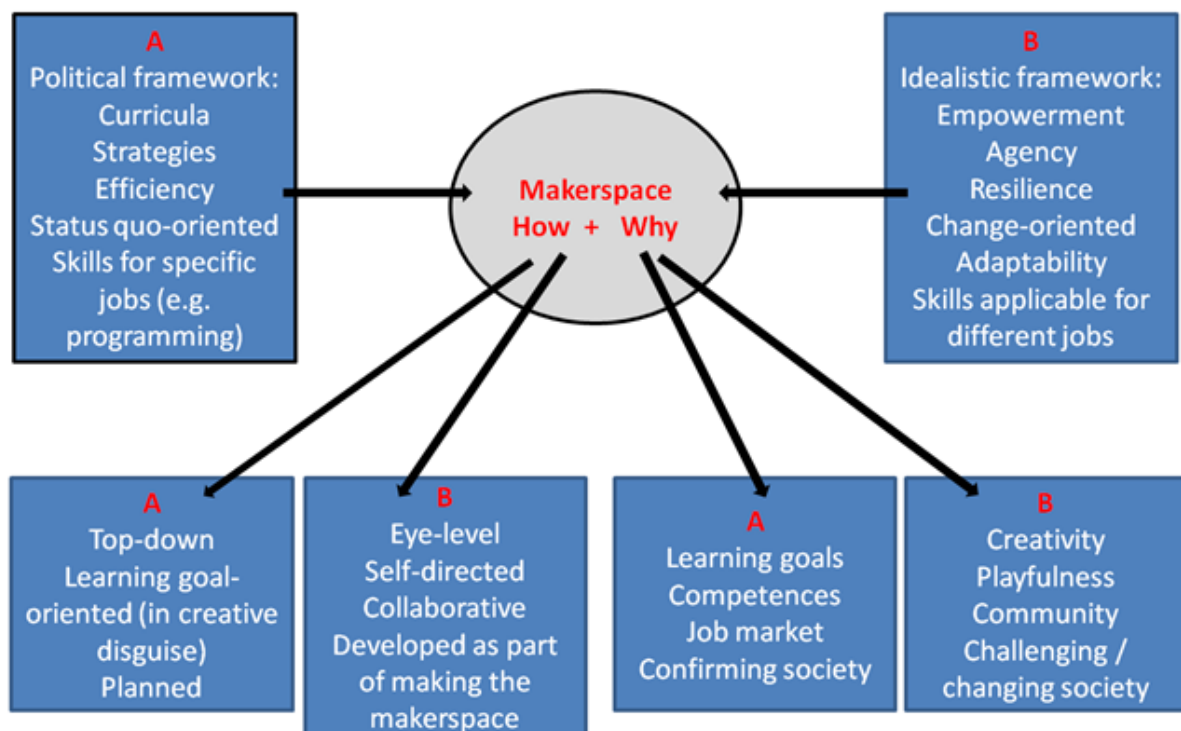 A
Political framework:
Curricula
Strategies
Efficiency
Status quo-oriented
Skills for specific
jobs (e.g.
programming)
Makerspace
How + Why
B
Idealistic framework:
Empowerment
Agency
Resilience
Change-oriented
Adaptability
Skills applicable for
different jobs
A
Top-down
Learning goal-
oriented (in creative
disguise)
Planned
B
Eye-level
Self-directed
Collaborative
Developed as part
of making the
makerspace
A
Learning goals
Competences
Job market
Confirming society
B
Creativity
Playfulness
Community
Challenging /
changing society